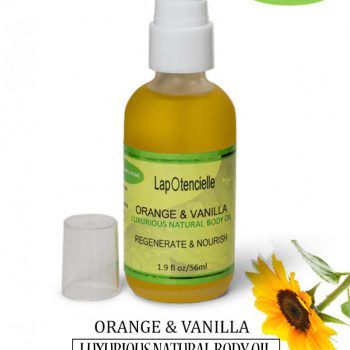 LapOtencielle
ORANGE & VANILLA
LUXURIOUS NATURAL BODY OIL
REGENERATE & NOURISH
1.9 fl oz/56ml
ORANGE & VANILLA
LUXURIOUS NATURAL BODY OIL